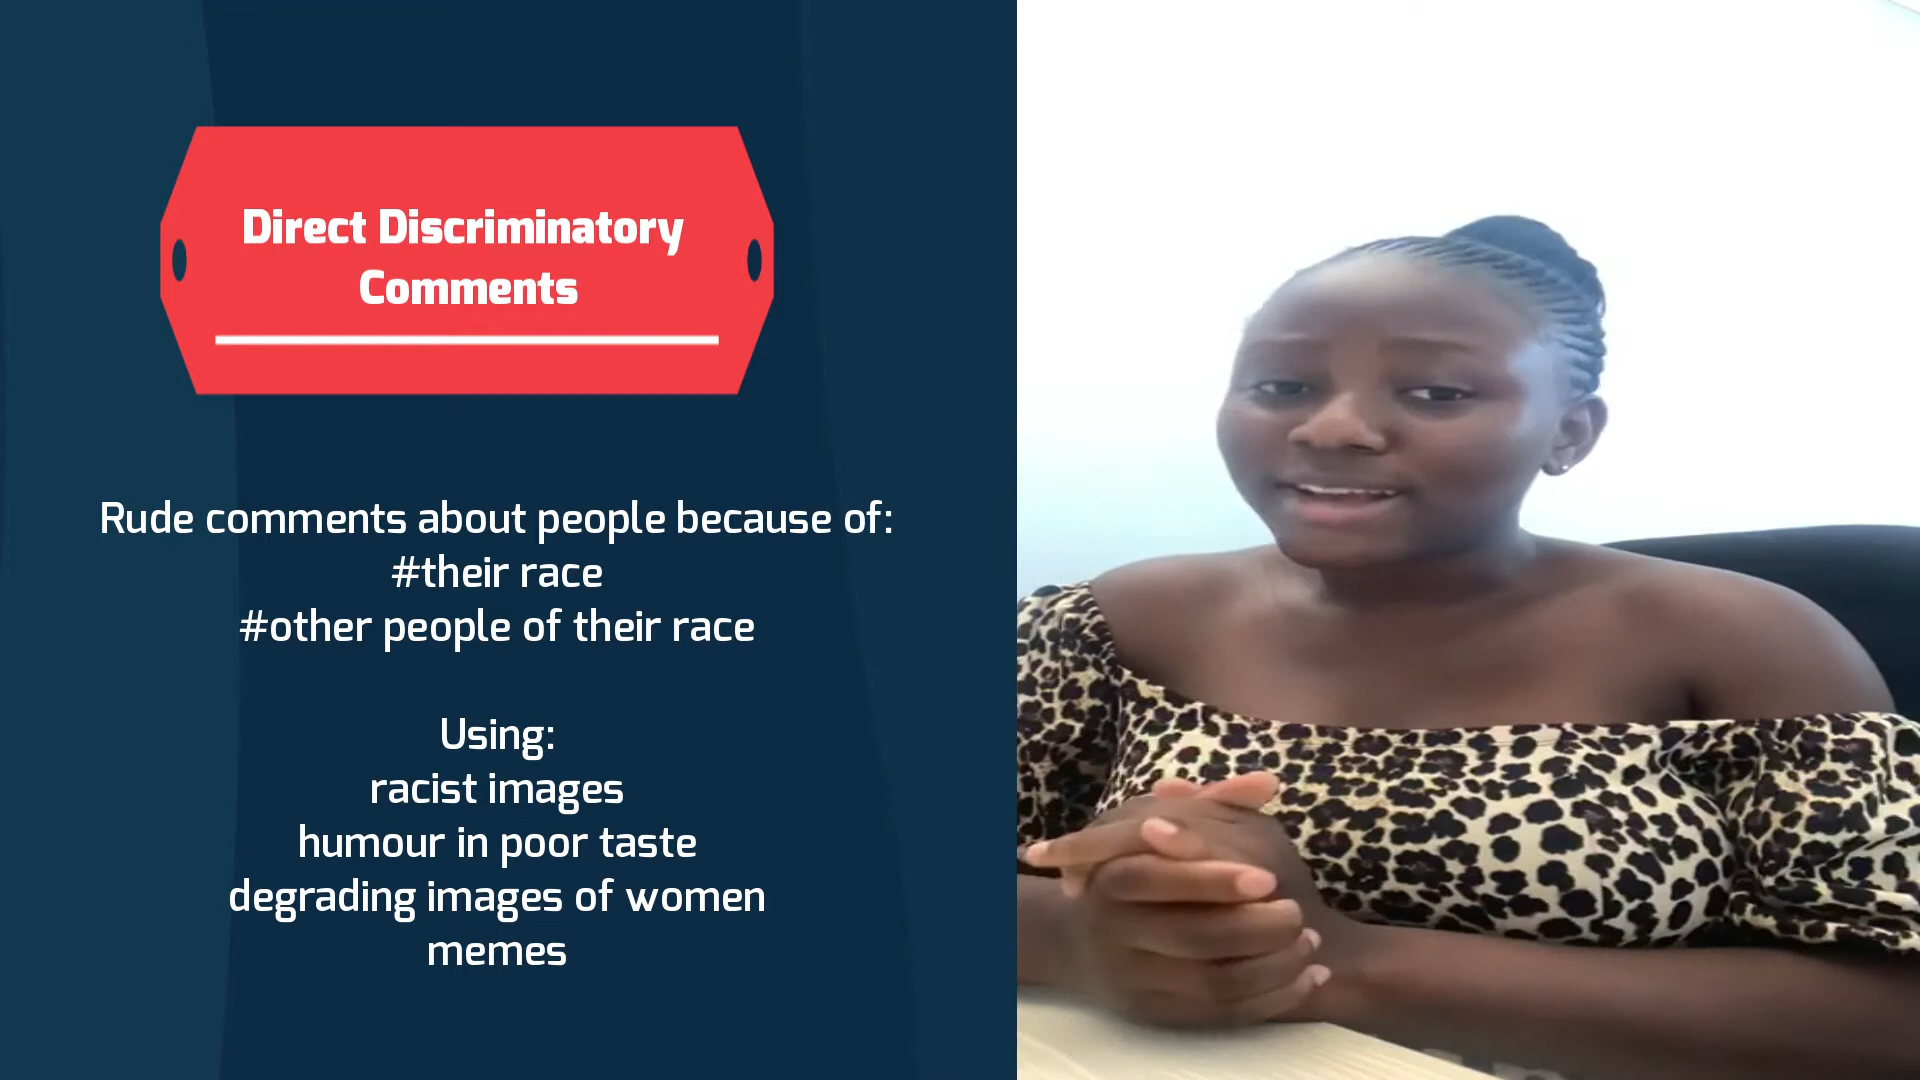 Direct Discriminatory
Comments
Rude comments about people because of:
#their race
#other people of their race
Using:
racist images
humour in poor taste
degrading images of women
memes